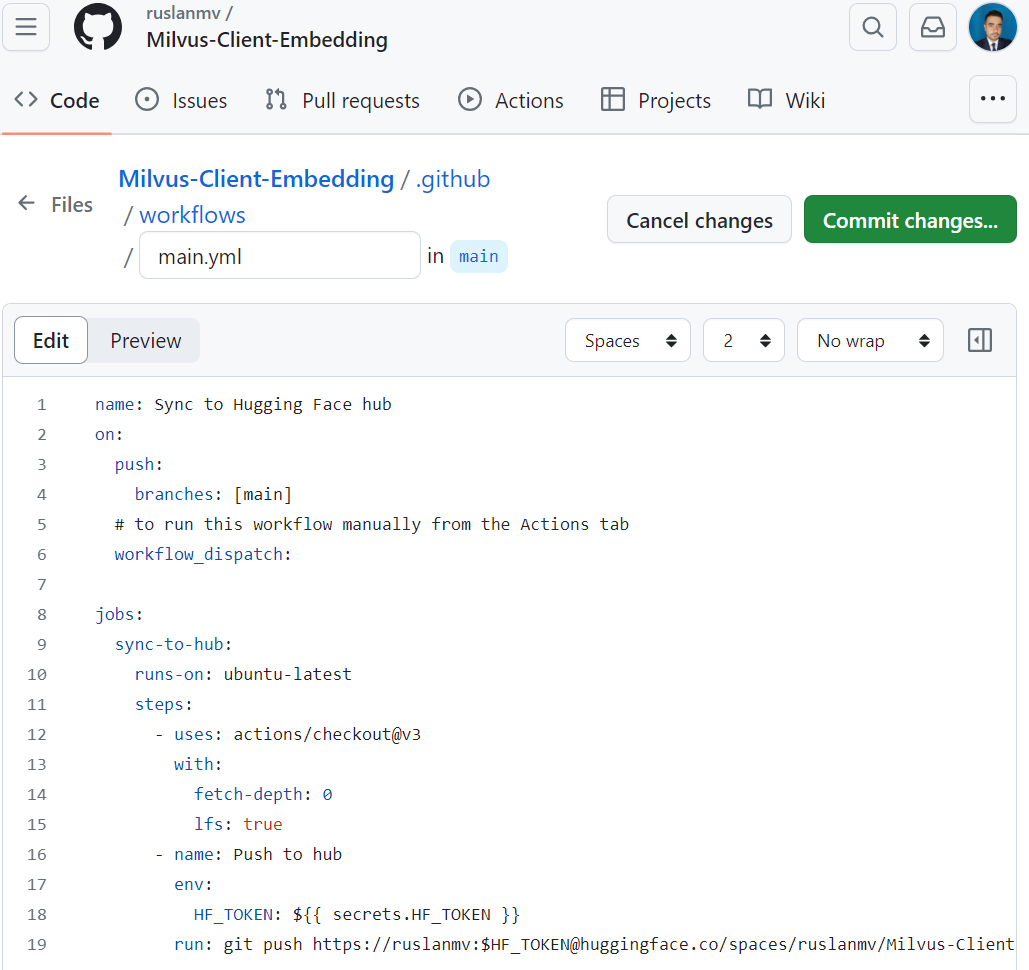 ruslanmv /
Milvus-Client-Embedding
Code Issues Pull requests Actions Projects Wiki
Files
Milvus-Client-Embedding / .github
/ workflows
/ main.yml in main
Cancel changes
Commit changes...
Edit Preview Spaces 2 No wrap
1 name: Sync to Hugging Face hub
2 on:
3   push:
4     branches: [main]
5   # to run this workflow manually from the Actions tab
6   workflow_dispatch:
7
8 jobs:
9   sync-to-hub:
10     runs-on: ubuntu-latest
11     steps:
12       - uses: actions/checkout@v3
13         with:
14           fetch-depth: 0
15           lfs: true
16       - name: Push to hub
17         env:
18           HF_TOKEN: ${{ secrets.HF_TOKEN }}
19         run: git push https://ruslanmv:$HF_TOKEN@huggingface.co/spaces/ruslanmv/Milvus-Client